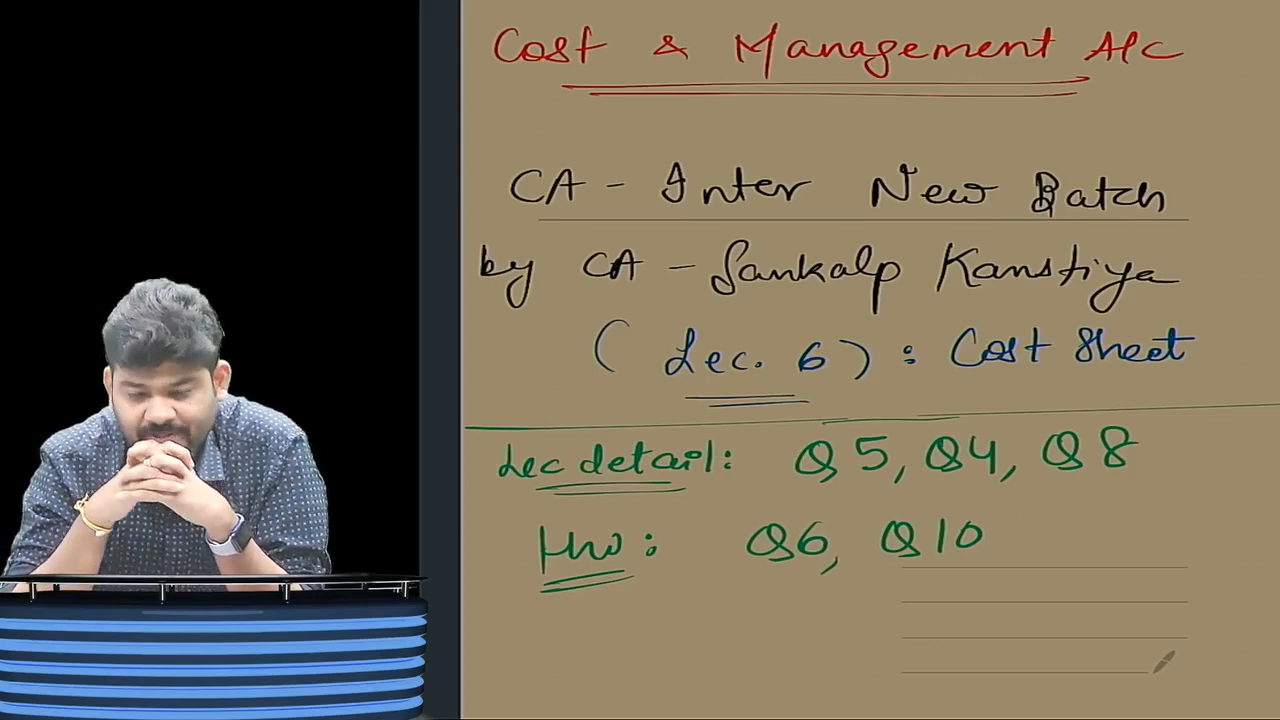 Cost & Management A/c
CA - Inter New Batch
by CA - Sankalp Kanstiya
( Lec. 6 ) : Cost Sheet
Lec detail: Q5, Q4, Q8
Hw: Q6, Q10